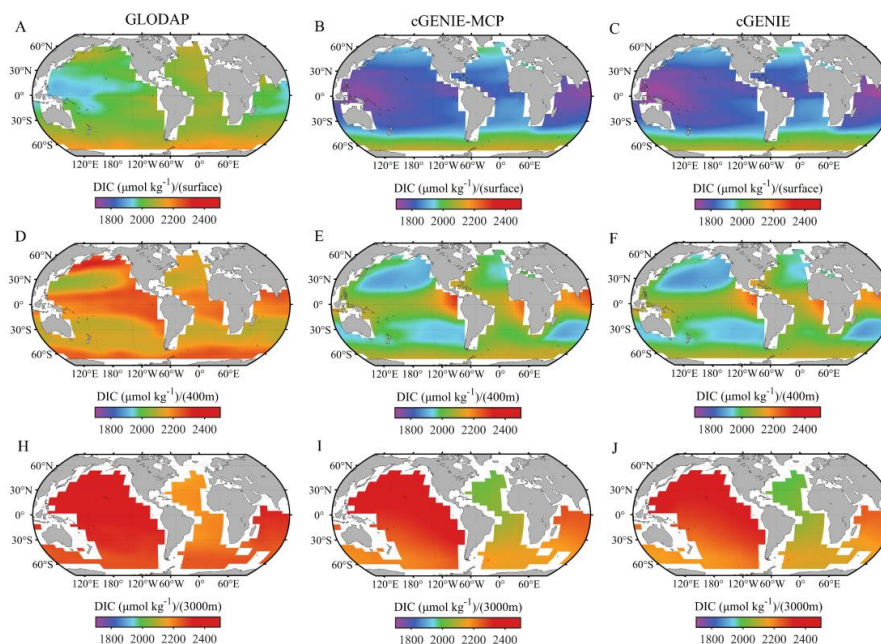 GLODAP cGENIE-MCP cGENIE
A B C
60°N 60°N 60°N
30°N 30°N 30°N
0° 0° 0°
30°S 30°S 30°S
60°S 60°S 60°S
120°E 180° 120°W 60°W 0° 60°E 120°E 180° 120°W 60°W 0° 60°E 120°E 180° 120°W 60°W 0° 60°E
DIC (μmol kg⁻¹)/(surface) DIC (μmol kg⁻¹)/(surface) DIC (μmol kg⁻¹)/(surface)
1800 2000 2200 2400 1800 2000 2200 2400 1800 2000 2200 2400
D E F
60°N 60°N 60°N
30°N 30°N 30°N
0° 0° 0°
30°S 30°S 30°S
60°S 60°S 60°S
120°E 180° 120°W 60°W 0° 60°E 120°E 180° 120°W 60°W 0° 60°E 120°E 180° 120°W 60°W 0° 60°E
DIC (μmol kg⁻¹)/(400m) DIC (μmol kg⁻¹)/(400m) DIC (μmol kg⁻¹)/(400m)
1800 2000 2200 2400 1800 2000 2200 2400 1800 2000 2200 2400
H I J
60°N 60°N 60°N
30°N 30°N 30°N
0° 0° 0°
30°S 30°S 30°S
60°S 60°S 60°S
120°E 180° 120°W 60°W 0° 60°E 120°E 180° 120°W 60°W 0° 60°E 120°E 180° 120°W 60°W 0° 60°E
DIC (μmol kg⁻¹)/(3000m) DIC (μmol kg⁻¹)/(3000m) DIC (μmol kg⁻¹)/(3000m)
1800 2000 2200 2400 1800 2000 2200 2400 1800 2000 2200 2400